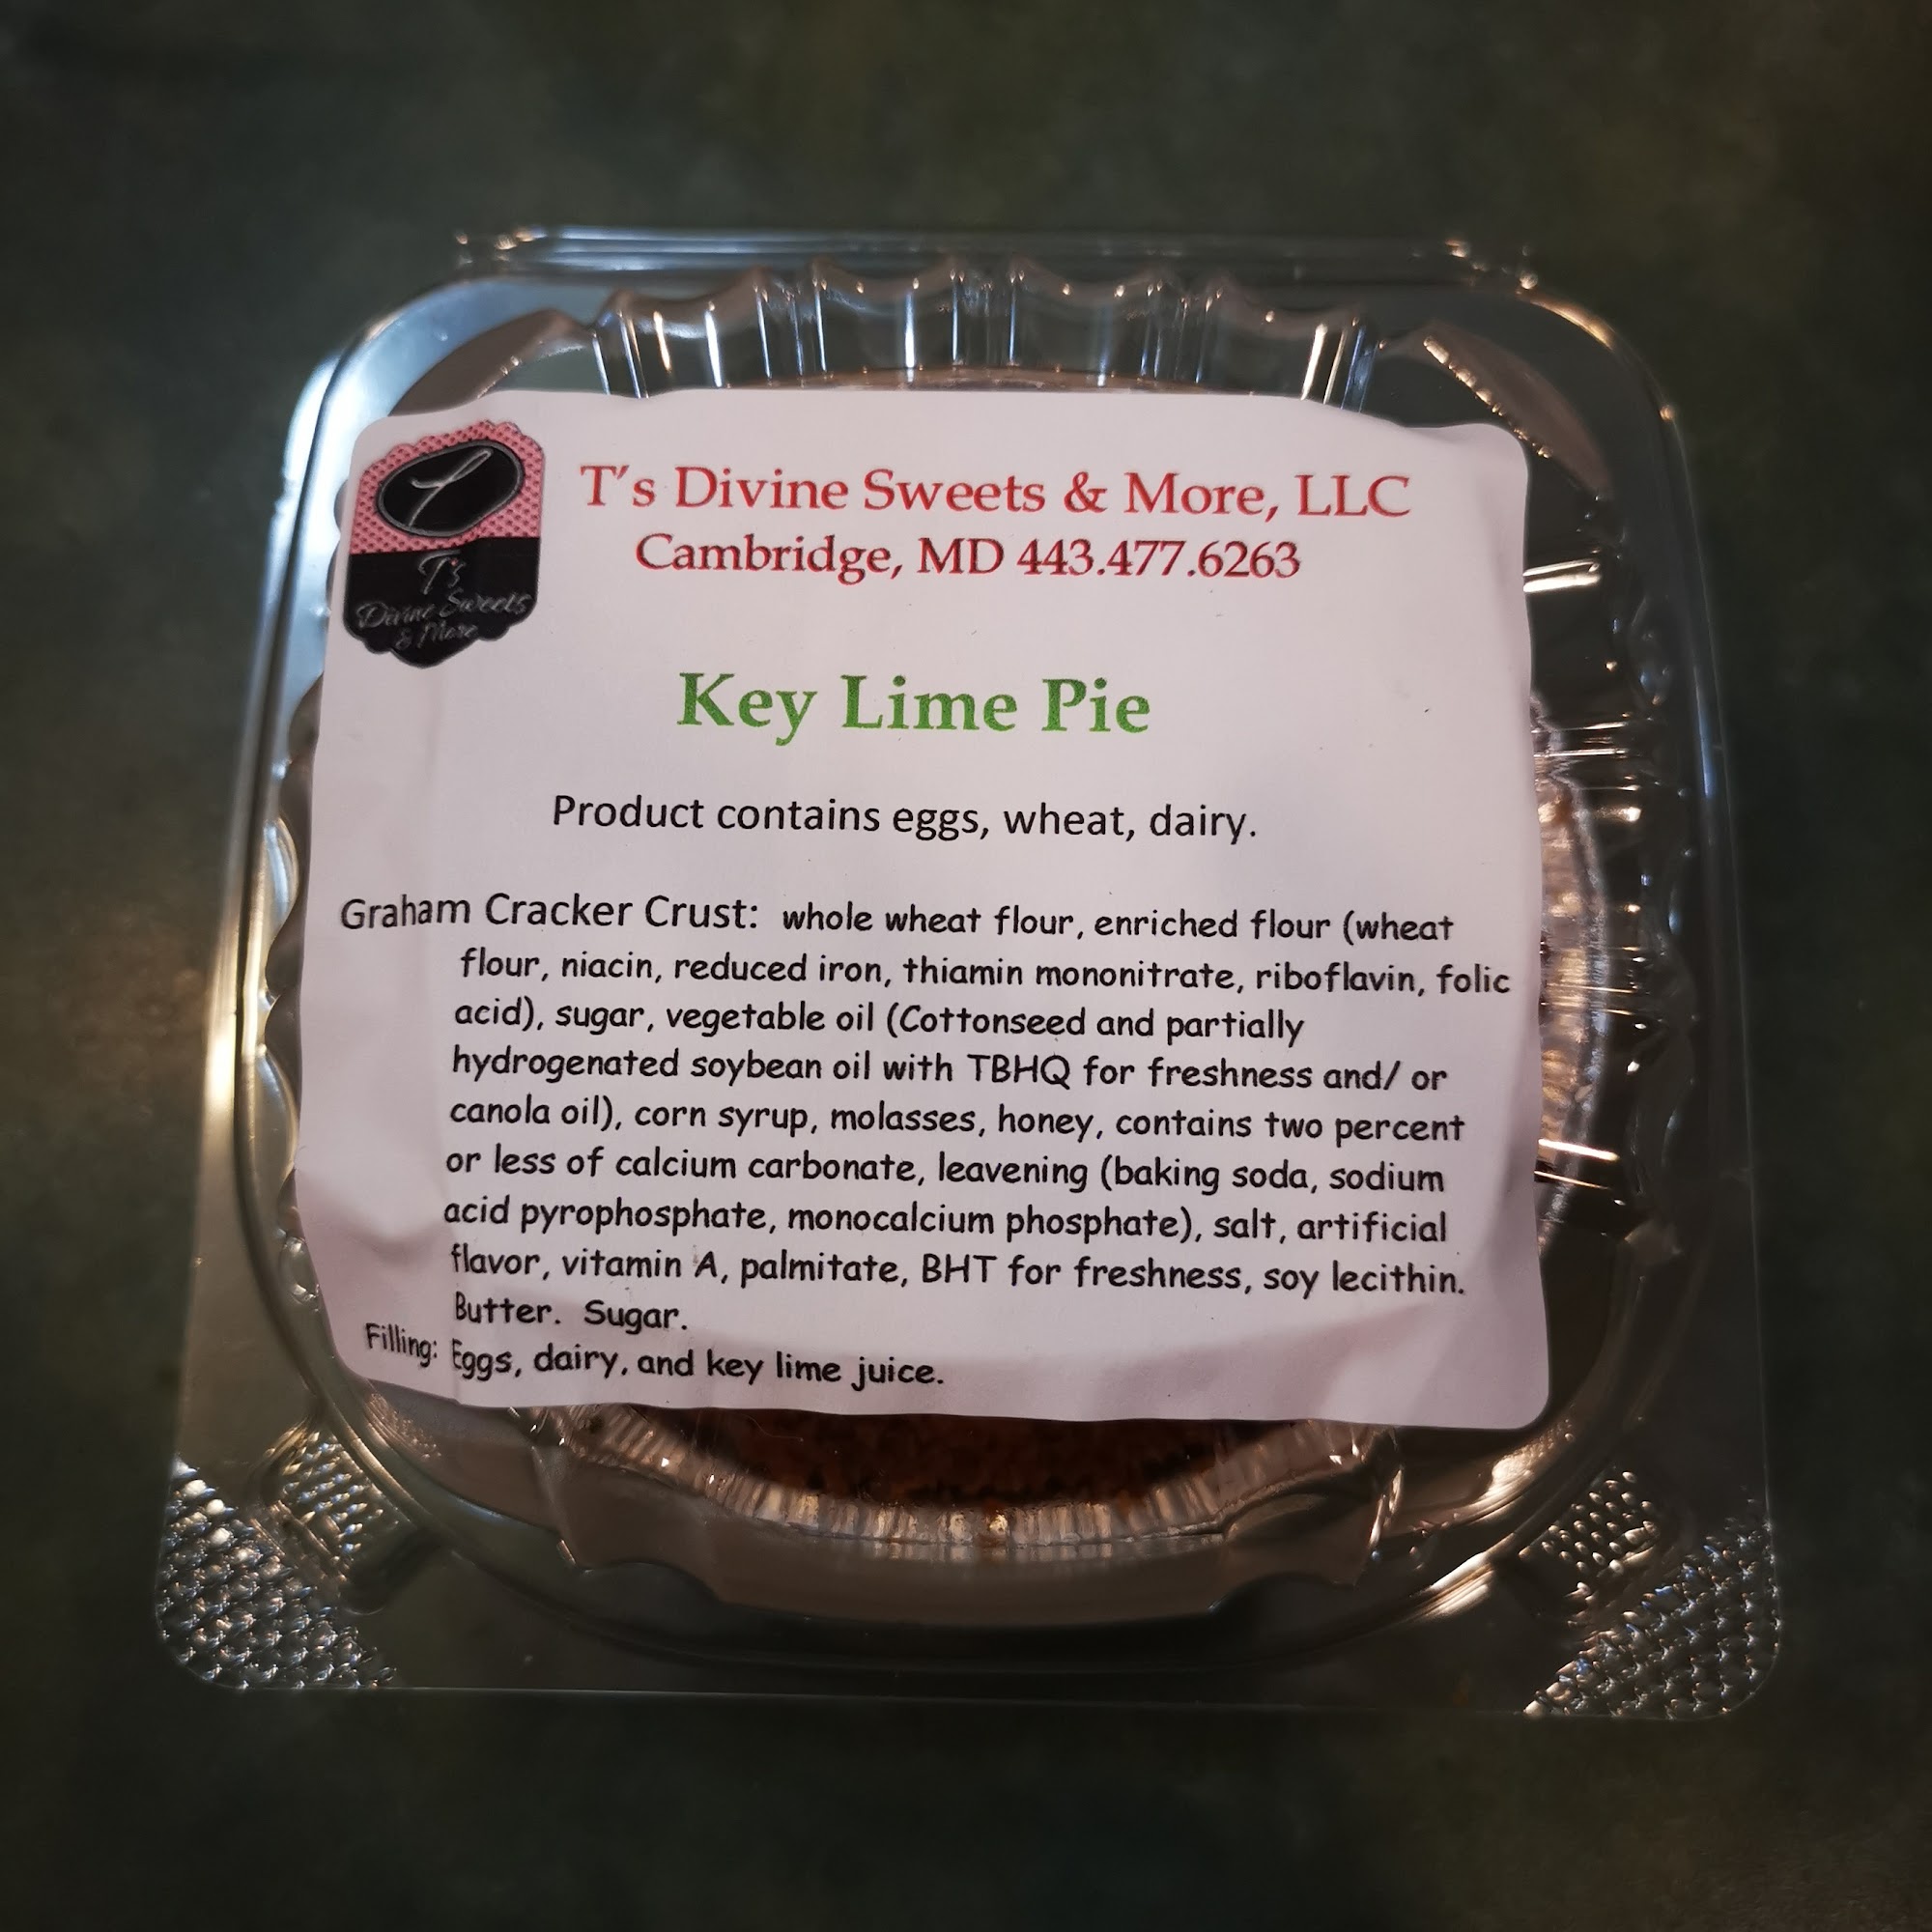 T's
Divine Sweets
& More
T's Divine Sweets & More, LLC
Cambridge, MD 443.477.6263
Key Lime Pie
Product contains eggs, wheat, dairy.
Graham Cracker Crust: whole wheat flour, enriched flour (wheat
flour, niacin, reduced iron, thiamin mononitrate, riboflavin, folic
acid), sugar, vegetable oil (Cottonseed and partially
hydrogenated soybean oil with TBHQ for freshness and/ or
canola oil), corn syrup, molasses, honey, contains two percent
or less of calcium carbonate, leavening (baking soda, sodium
acid pyrophosphate, monocalcium phosphate), salt, artificial
flavor, vitamin A, palmitate, BHT for freshness, soy lecithin.
Butter. Sugar.
Filling: Eggs, dairy, and key lime juice.